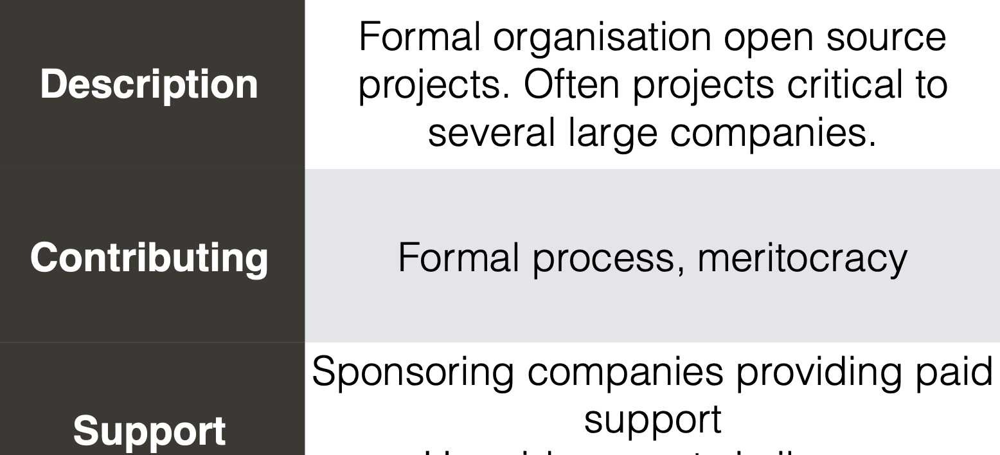 Description
Formal organisation open source
projects. Often projects critical to
several large companies.
Contributing
Formal process, meritocracy
Support
Sponsoring companies providing paid
support